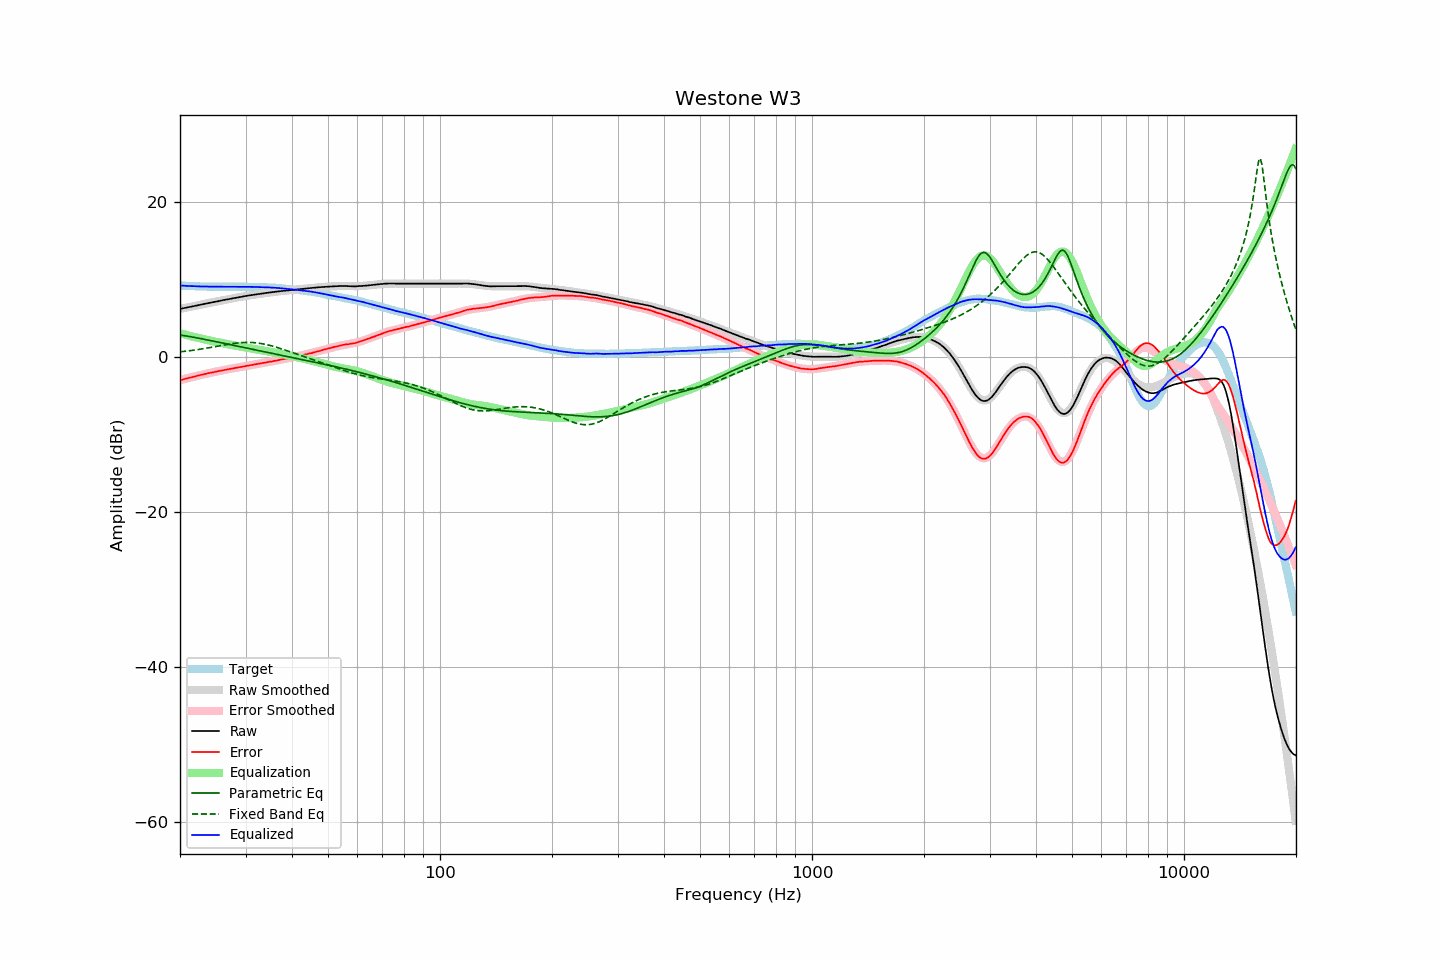 Westone W3
Amplitude (dBr)
20
0
−20
−40
−60
Target
Raw Smoothed
Error Smoothed
Raw
Error
Equalization
Parametric Eq
Fixed Band Eq
Equalized
100
1000
10000
Frequency (Hz)